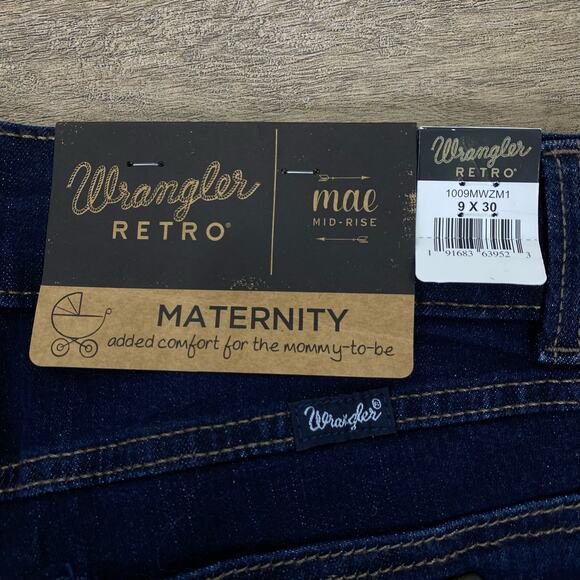 Wrangler
RETRO®
mae
MID-RISE
MATERNITY
added comfort for the mommy-to-be
Wrangler
RETRO®
1009MWZM1
9 X 30
1 91683 63952 3
Wrangler®